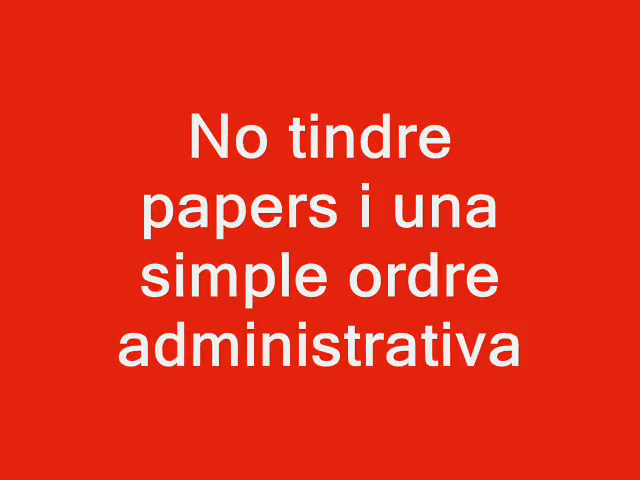 No tindre
papers i una
simple ordre
administrativa